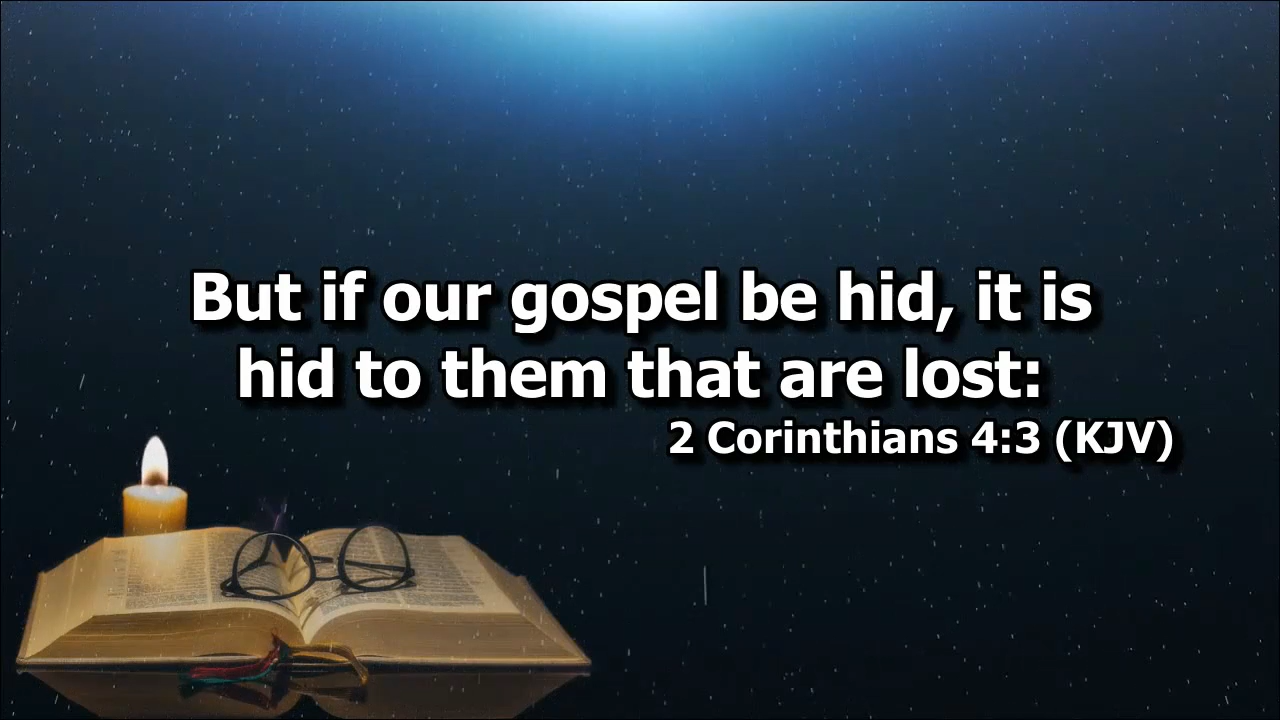 But if our gospel be hid, it is
hid to them that are lost:
2 Corinthians 4:3 (KJV)